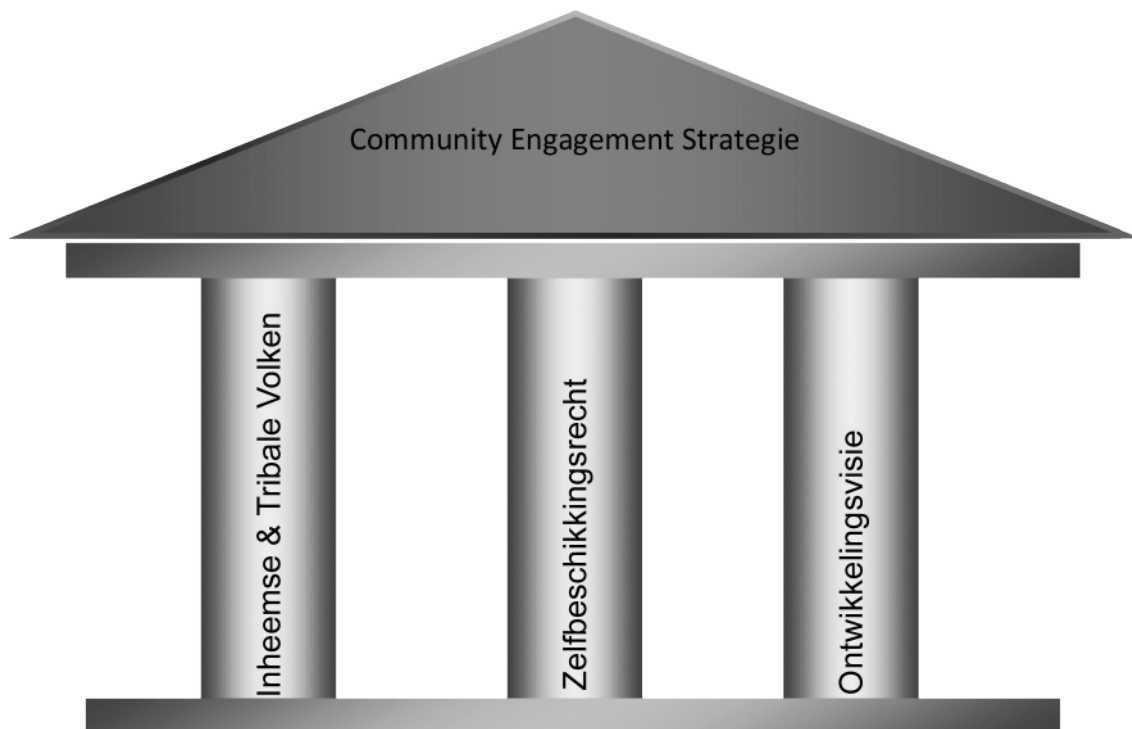 Community Engagement Strategie
Inheemse & Tribale Volken
Zelfbeschikkingsrecht
Ontwikkelingsvisie